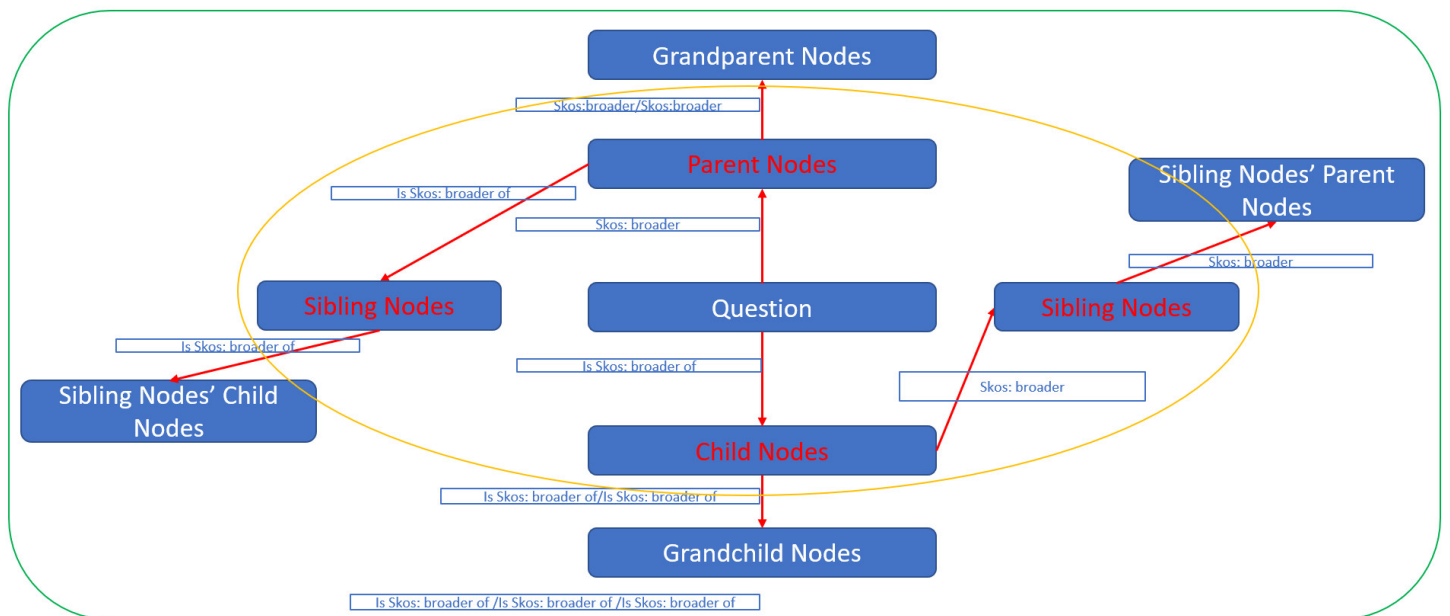 Grandparent Nodes
Skos:broader/Skos:broader
Parent Nodes
Sibling Nodes' Parent
Nodes
Is Skos: broader of
Skos: broader
Skos: broader
Sibling Nodes
Question
Sibling Nodes
Is Skos: broader of
Is Skos: broader of
Skos: broader
Sibling Nodes' Child
Nodes
Child Nodes
Is Skos: broader of/Is Skos: broader of
Grandchild Nodes
Is Skos: broader of /Is Skos: broader of /Is Skos: broader of